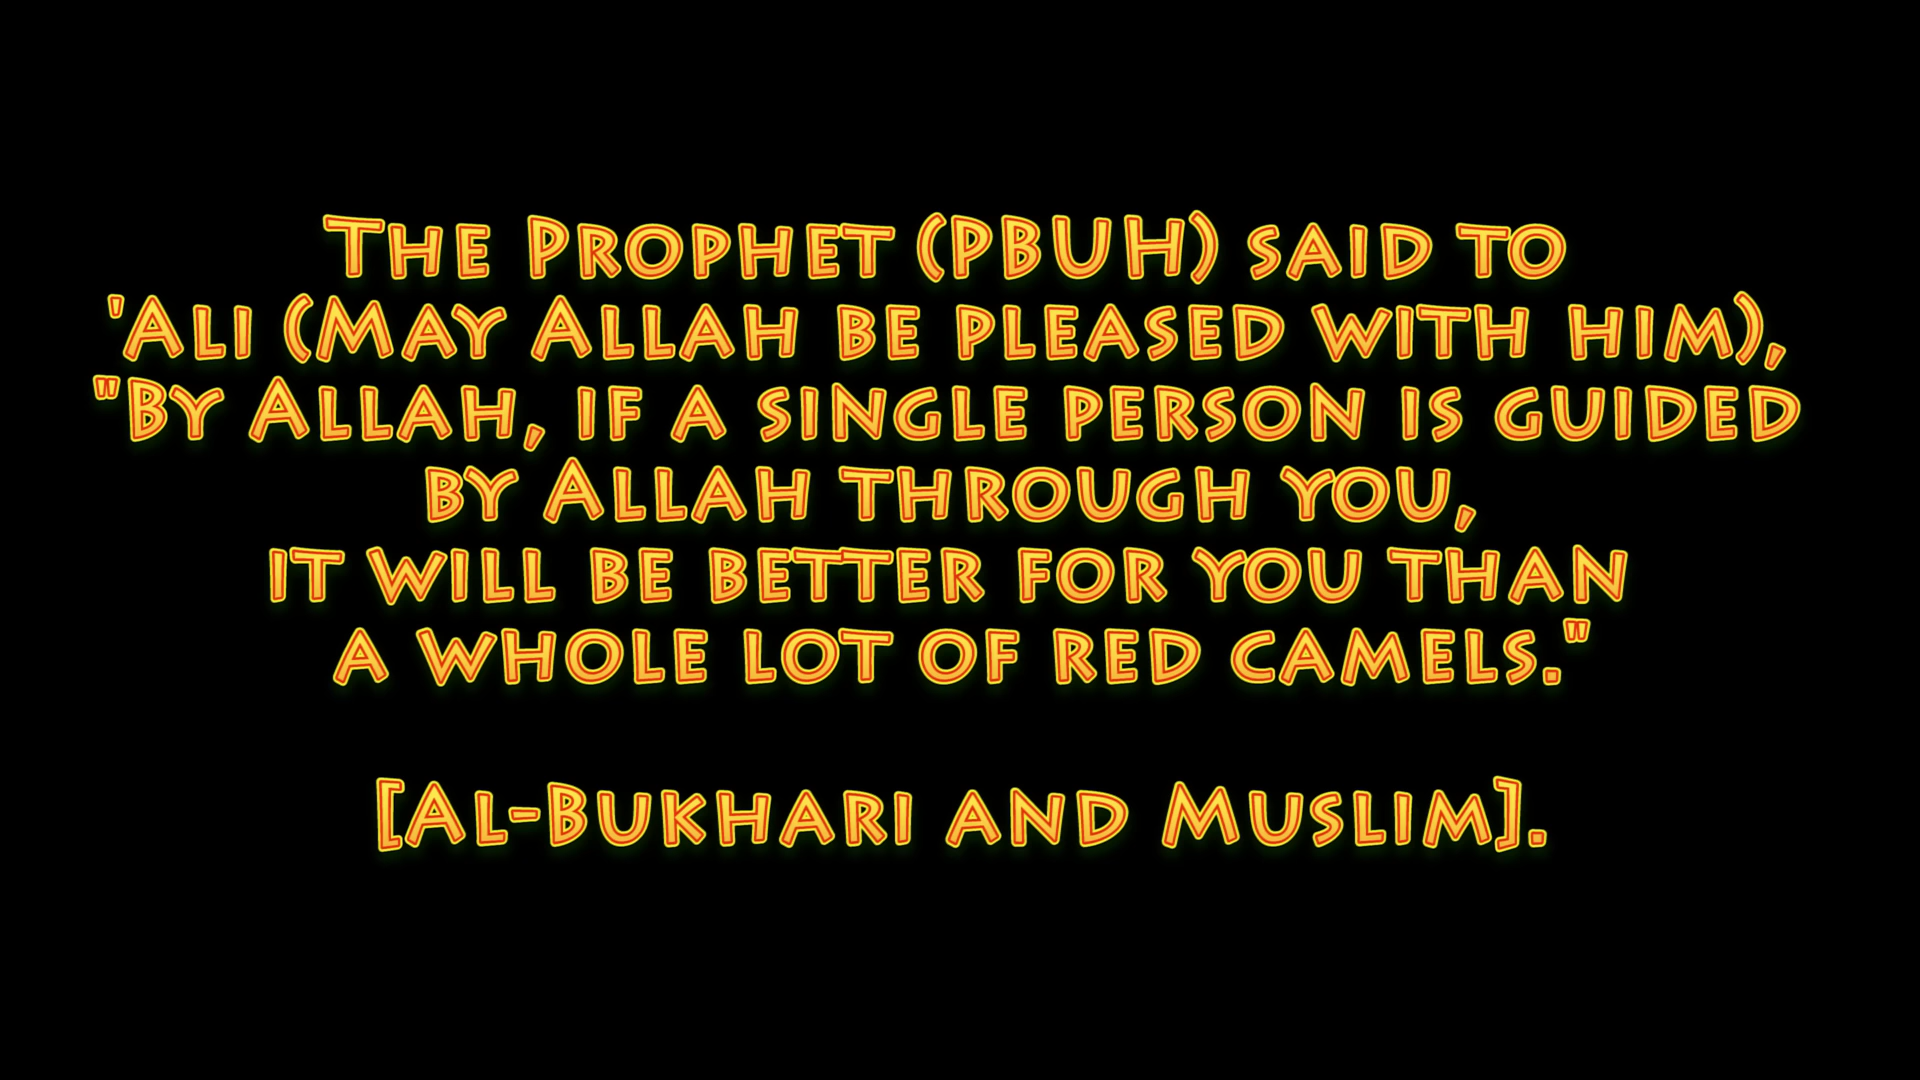 The Prophet (PBUH) said to
'Ali (May Allah be pleased with him),
"By Allah, if a single person is guided
by Allah through you,
it will be better for you than
a whole lot of red camels."
[Al-Bukhari and Muslim].